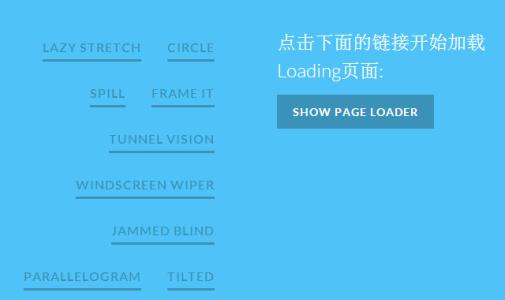 LAZY STRETCH CIRCLE
SPILL FRAME IT
TUNNEL VISION
WINDSCREEN WIPER
JAMMED BLIND
PARALLELOGRAM TILTED
点击下面的链接开始加载
Loading页面:
SHOW PAGE LOADER